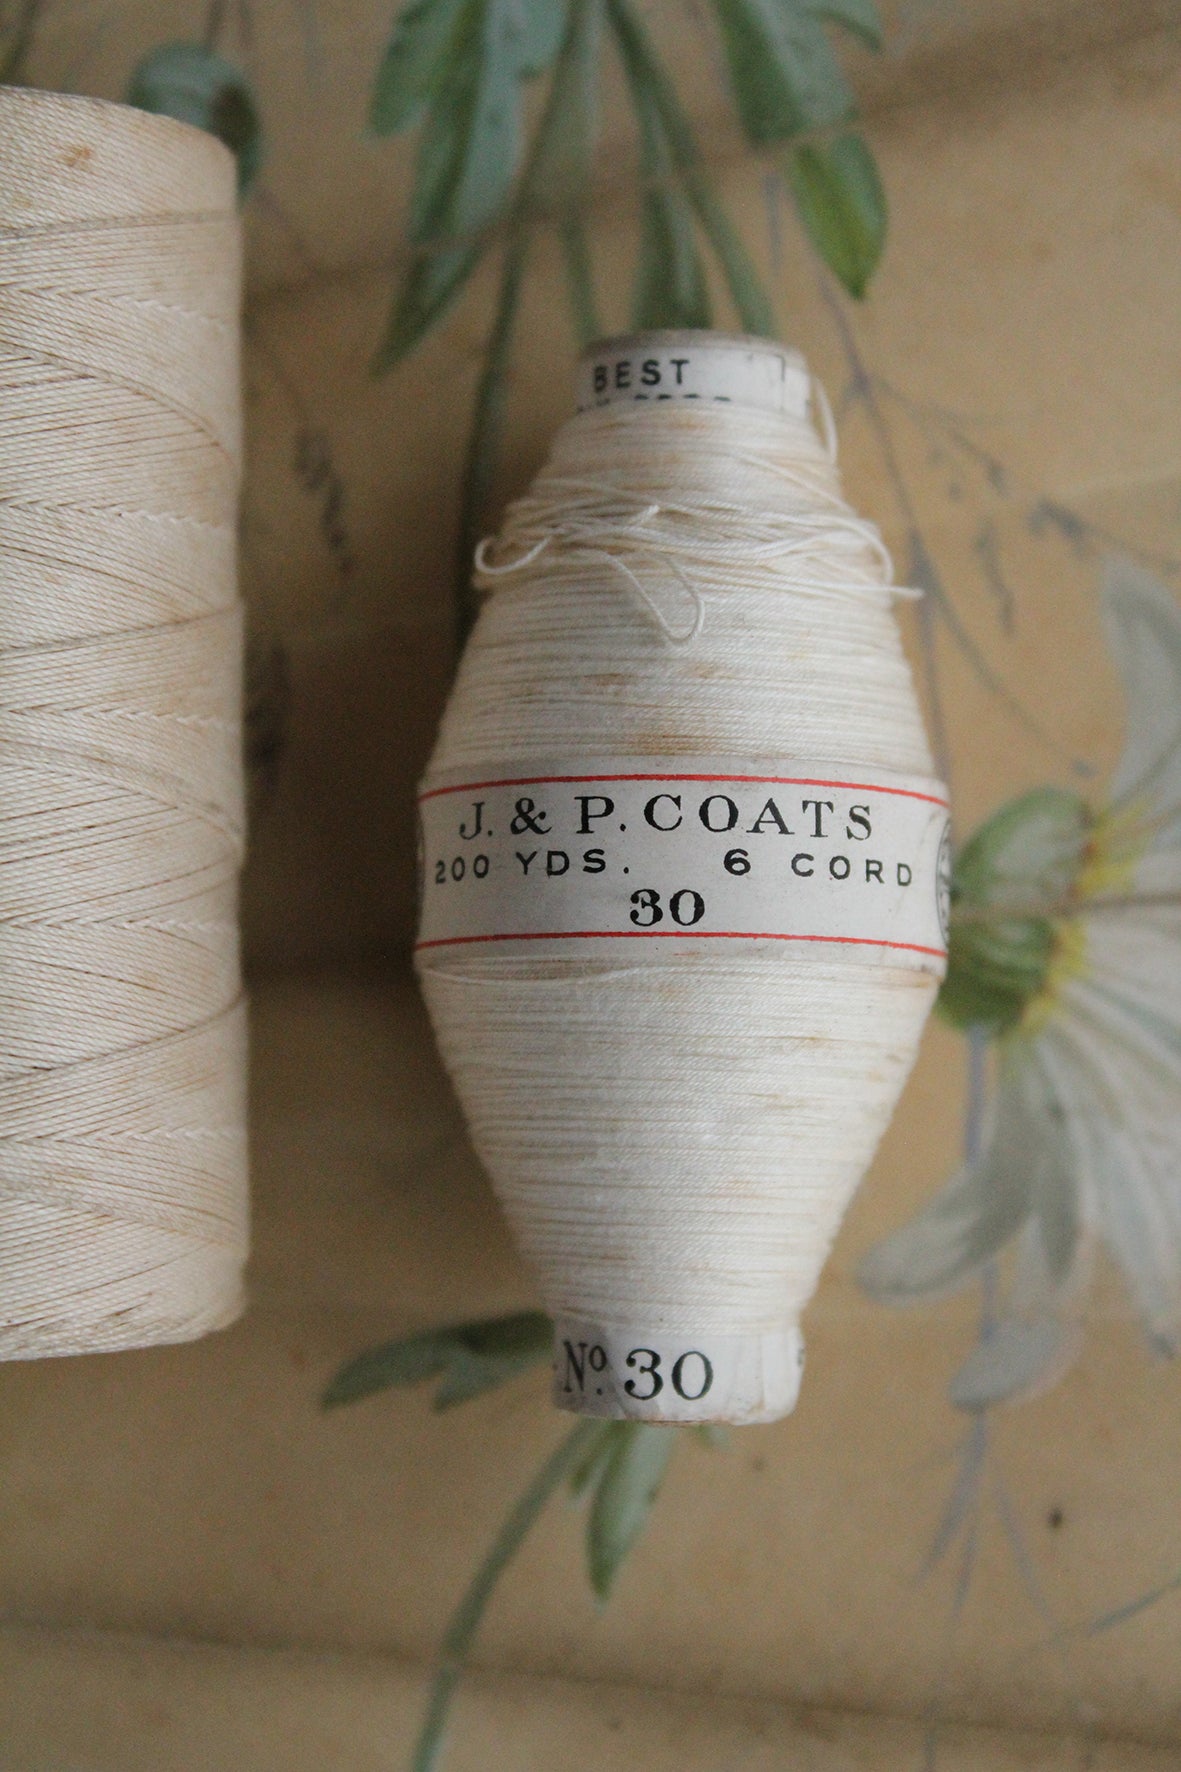 BEST
J. & P. COATS
200 YDS. 6 CORD
30
Nº. 30